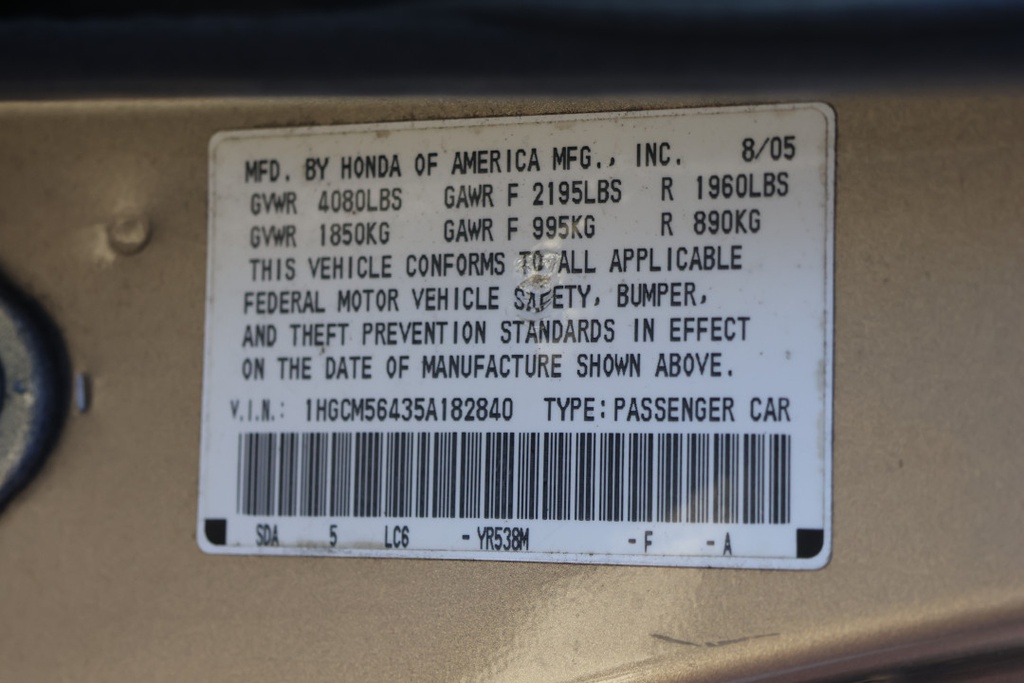 MFD. BY HONDA OF AMERICA MFG., INC. 8/05
GVWR 4080LBS GAWR F 2195LBS R 1960LBS
GVWR 1850KG GAWR F 995KG R 890KG
THIS VEHICLE CONFORMS TO ALL APPLICABLE
FEDERAL MOTOR VEHICLE SAFETY, BUMPER,
AND THEFT PREVENTION STANDARDS IN EFFECT
ON THE DATE OF MANUFACTURE SHOWN ABOVE.
V.I.N.: 1HGCM56435A182840 TYPE: PASSENGER CAR
SDA 5 LC6 - YR538M - F - A